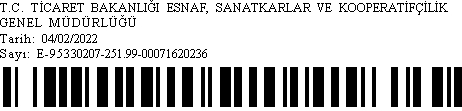 T.C. TİCARET BAKANLIĞI ESNAF, SANATKARLAR VE KOOPERATİFÇİLİK
GENEL MÜDÜRLÜĞÜ
Tarih: 04/02/2022
Sayı: E-95330207-251.99-00071620236